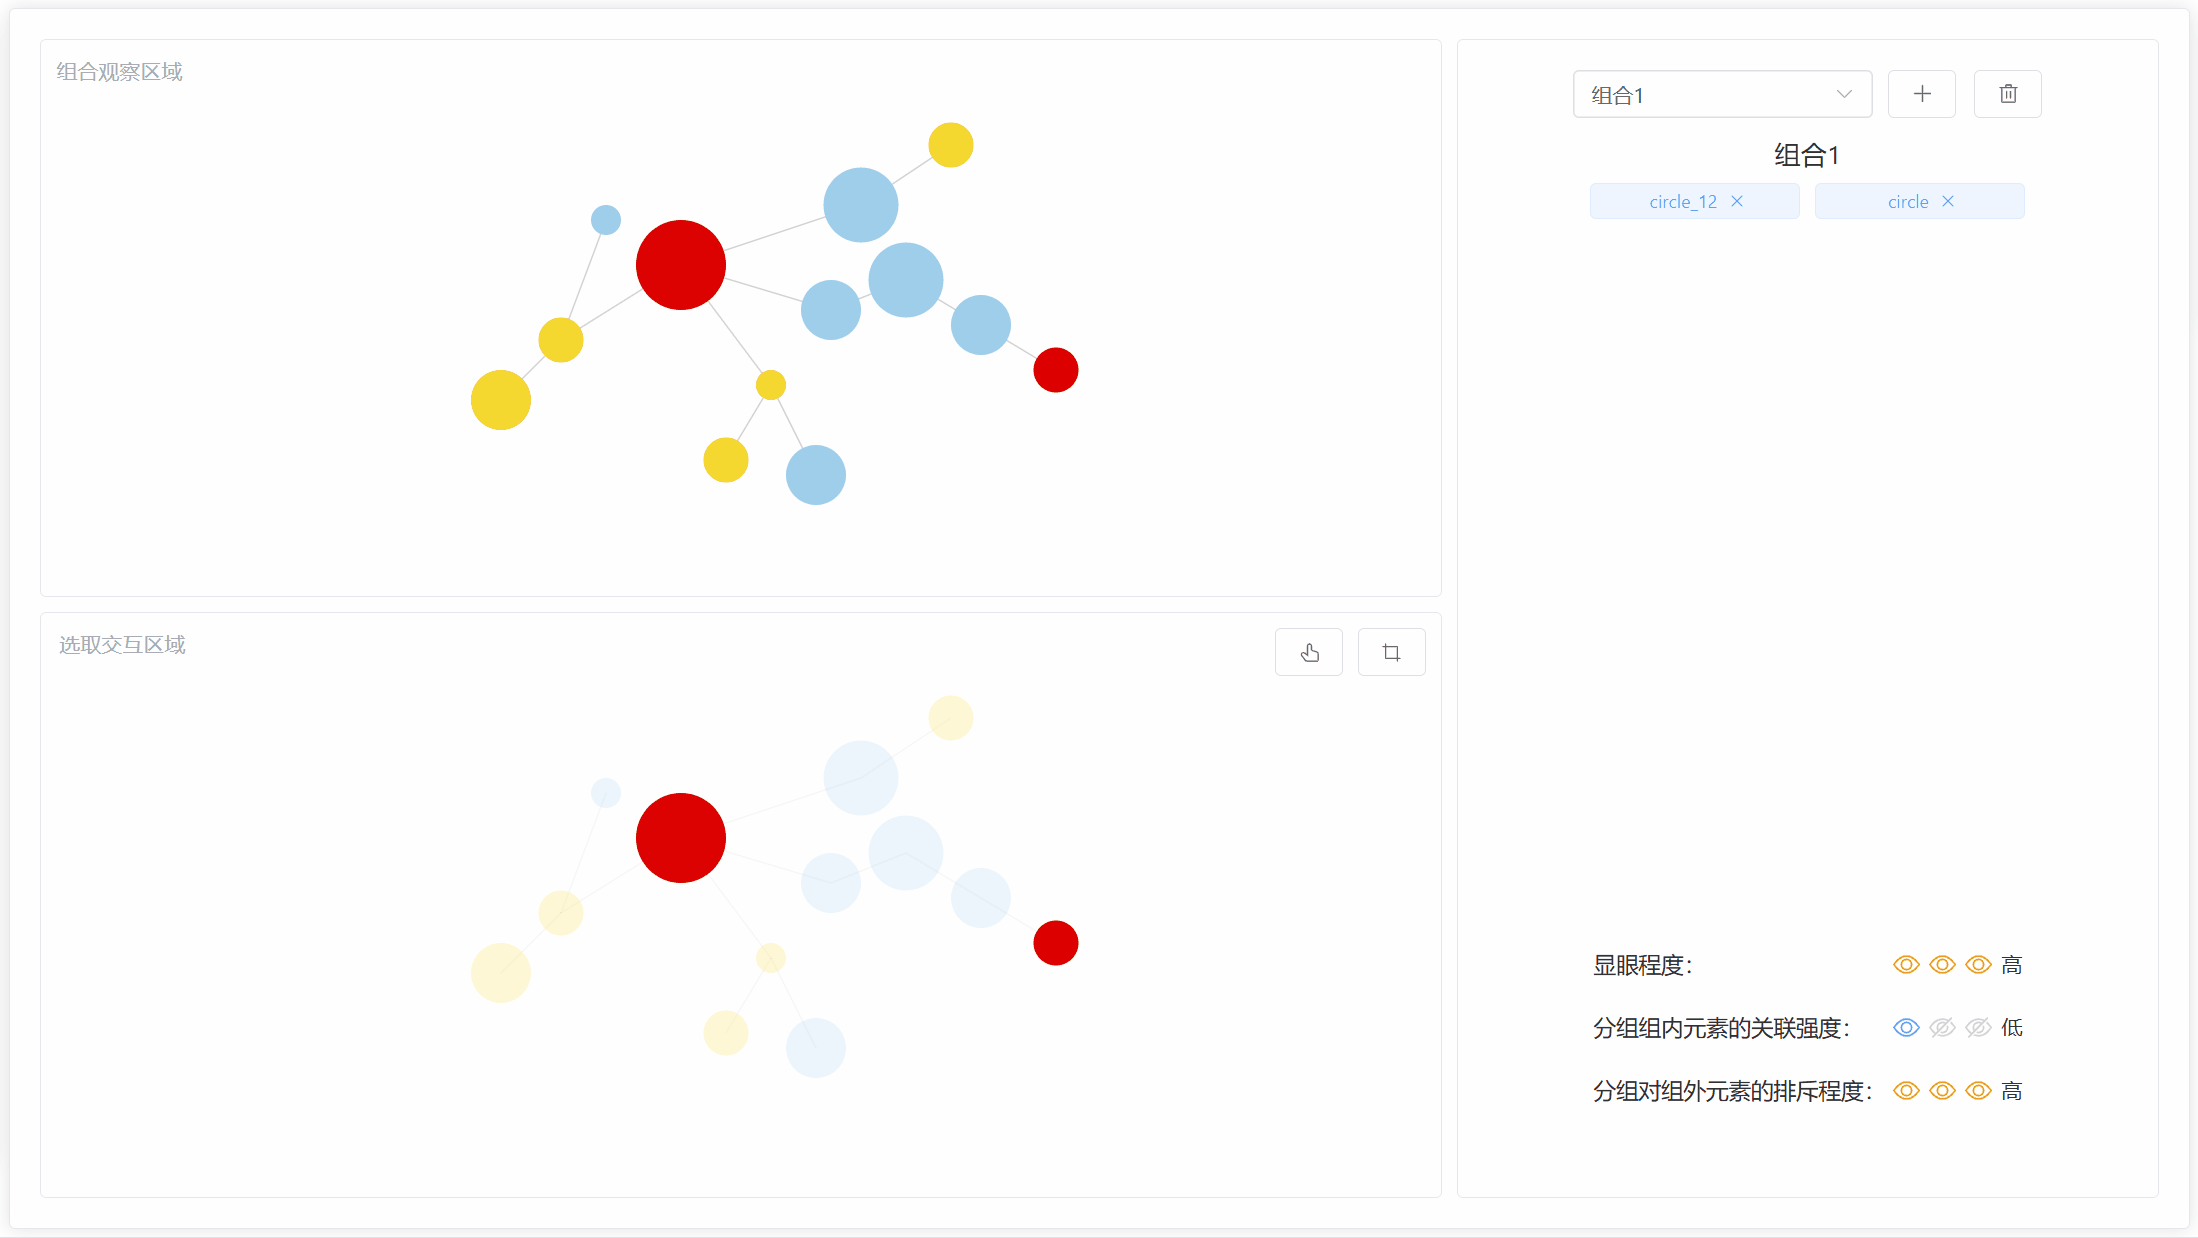 组合观察区域
组合1
组合1
circle_12
circle
选取交互区域
显眼程度： 高
分组组内元素的关联强度： 低
分组对组外元素的排斥程度： 高